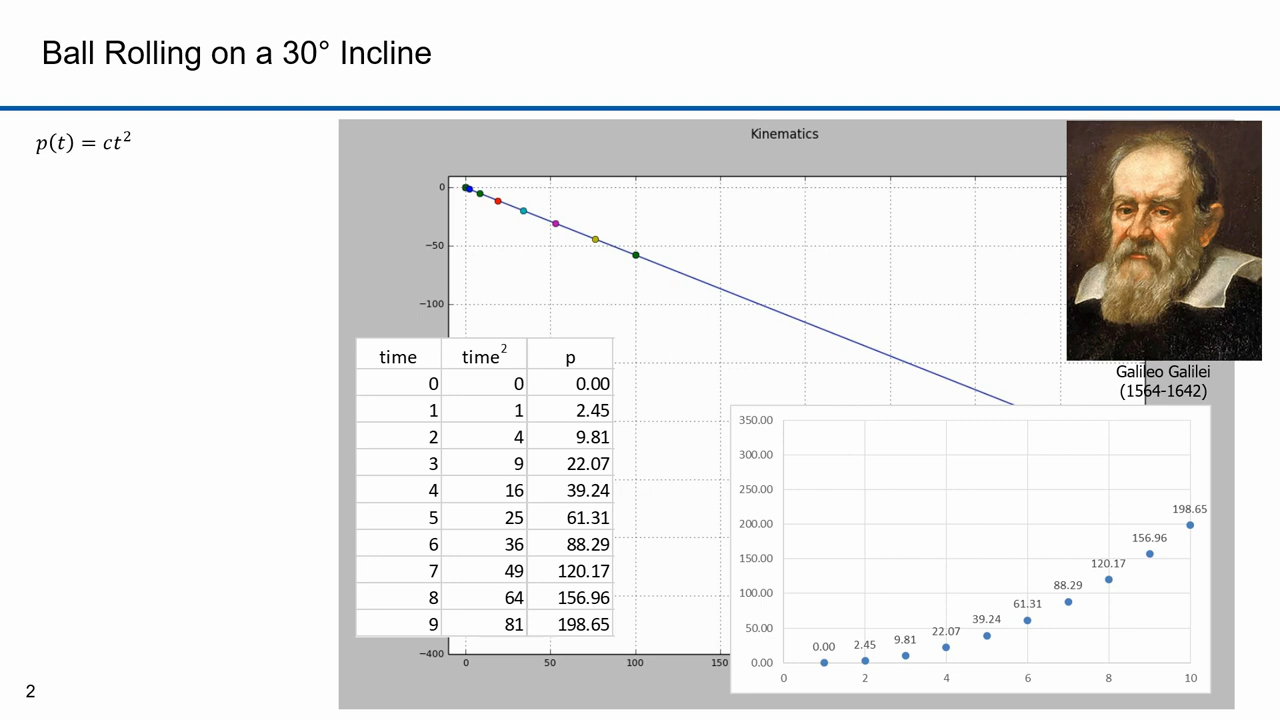 Ball Rolling on a 30° Incline
p(t) = ct²
Kinematics
0
−50
−100
−400
0 50 100 150
time time² p
0 0 0.00
1 1 2.45
2 4 9.81
3 9 22.07
4 16 39.24
5 25 61.31
6 36 88.29
7 49 120.17
8 64 156.96
9 81 198.65
Galileo Galilei
(1564-1642)
350.00
300.00
250.00
200.00
150.00
100.00
50.00
0.00
0.00 2.45 9.81 22.07 39.24 61.31 88.29 120.17 156.96 198.65
0 2 4 6 8 10
2